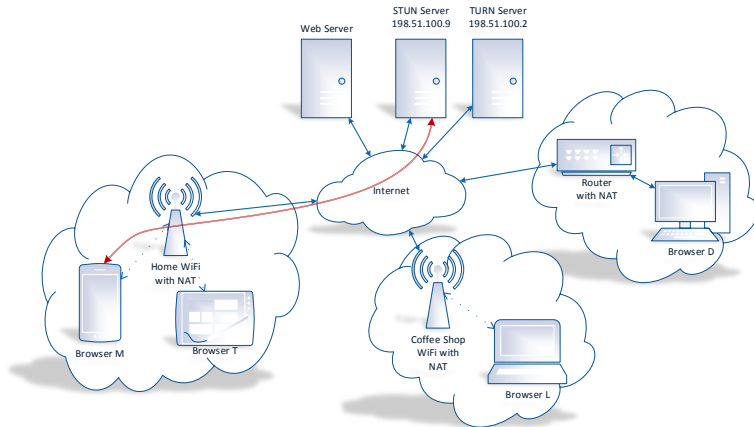 STUN Server
198.51.100.9
TURN Server
198.51.100.2
Web Server
Internet
Router
with NAT
Browser D
Home WiFi
with NAT
Browser M
Browser T
Coffee Shop
WiFi with
NAT
Browser L